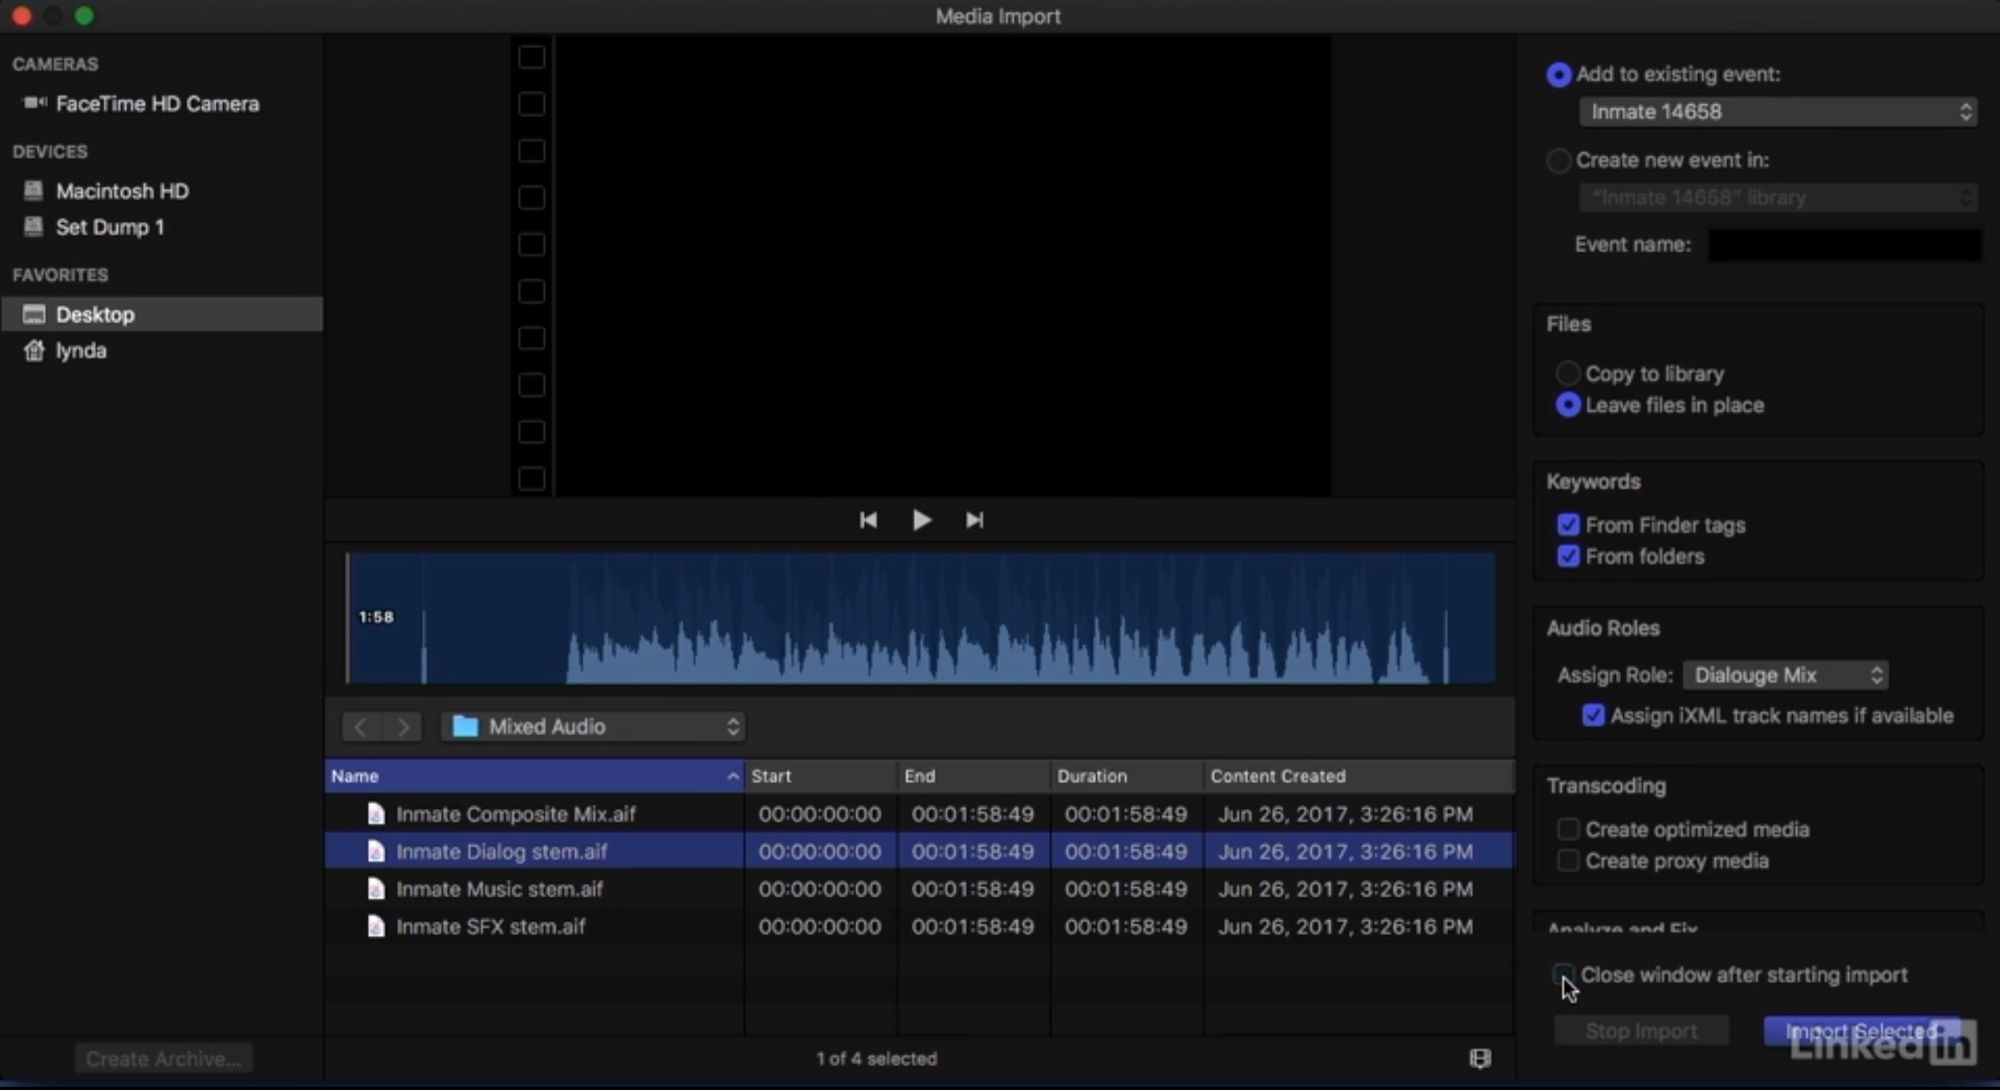 Media Import
CAMERAS
FaceTime HD Camera
DEVICES
Macintosh HD
Set Dump 1
FAVORITES
Desktop
lynda
Create Archive...
1:58
Mixed Audio
Name Start End Duration Content Created
Inmate Composite Mix.aif 00:00:00:00 00:01:58:49 00:01:58:49 Jun 26, 2017, 3:26:16 PM
Inmate Dialog stem.aif 00:00:00:00 00:01:58:49 00:01:58:49 Jun 26, 2017, 3:26:16 PM
Inmate Music stem.aif 00:00:00:00 00:01:58:49 00:01:58:49 Jun 26, 2017, 3:26:16 PM
Inmate SFX stem.aif 00:00:00:00 00:01:58:49 00:01:58:49 Jun 26, 2017, 3:26:16 PM
1 of 4 selected
Add to existing event:
Inmate 14658
Create new event in:
"Inmate 14658" library
Event name:
Files
Copy to library
Leave files in place
Keywords
From Finder tags
From folders
Audio Roles
Assign Role: Dialouge Mix
Assign iXML track names if available
Transcoding
Create optimized media
Create proxy media
Analyze and Fix
Close window after starting import
Stop Import
Import Selected
LinkedIn